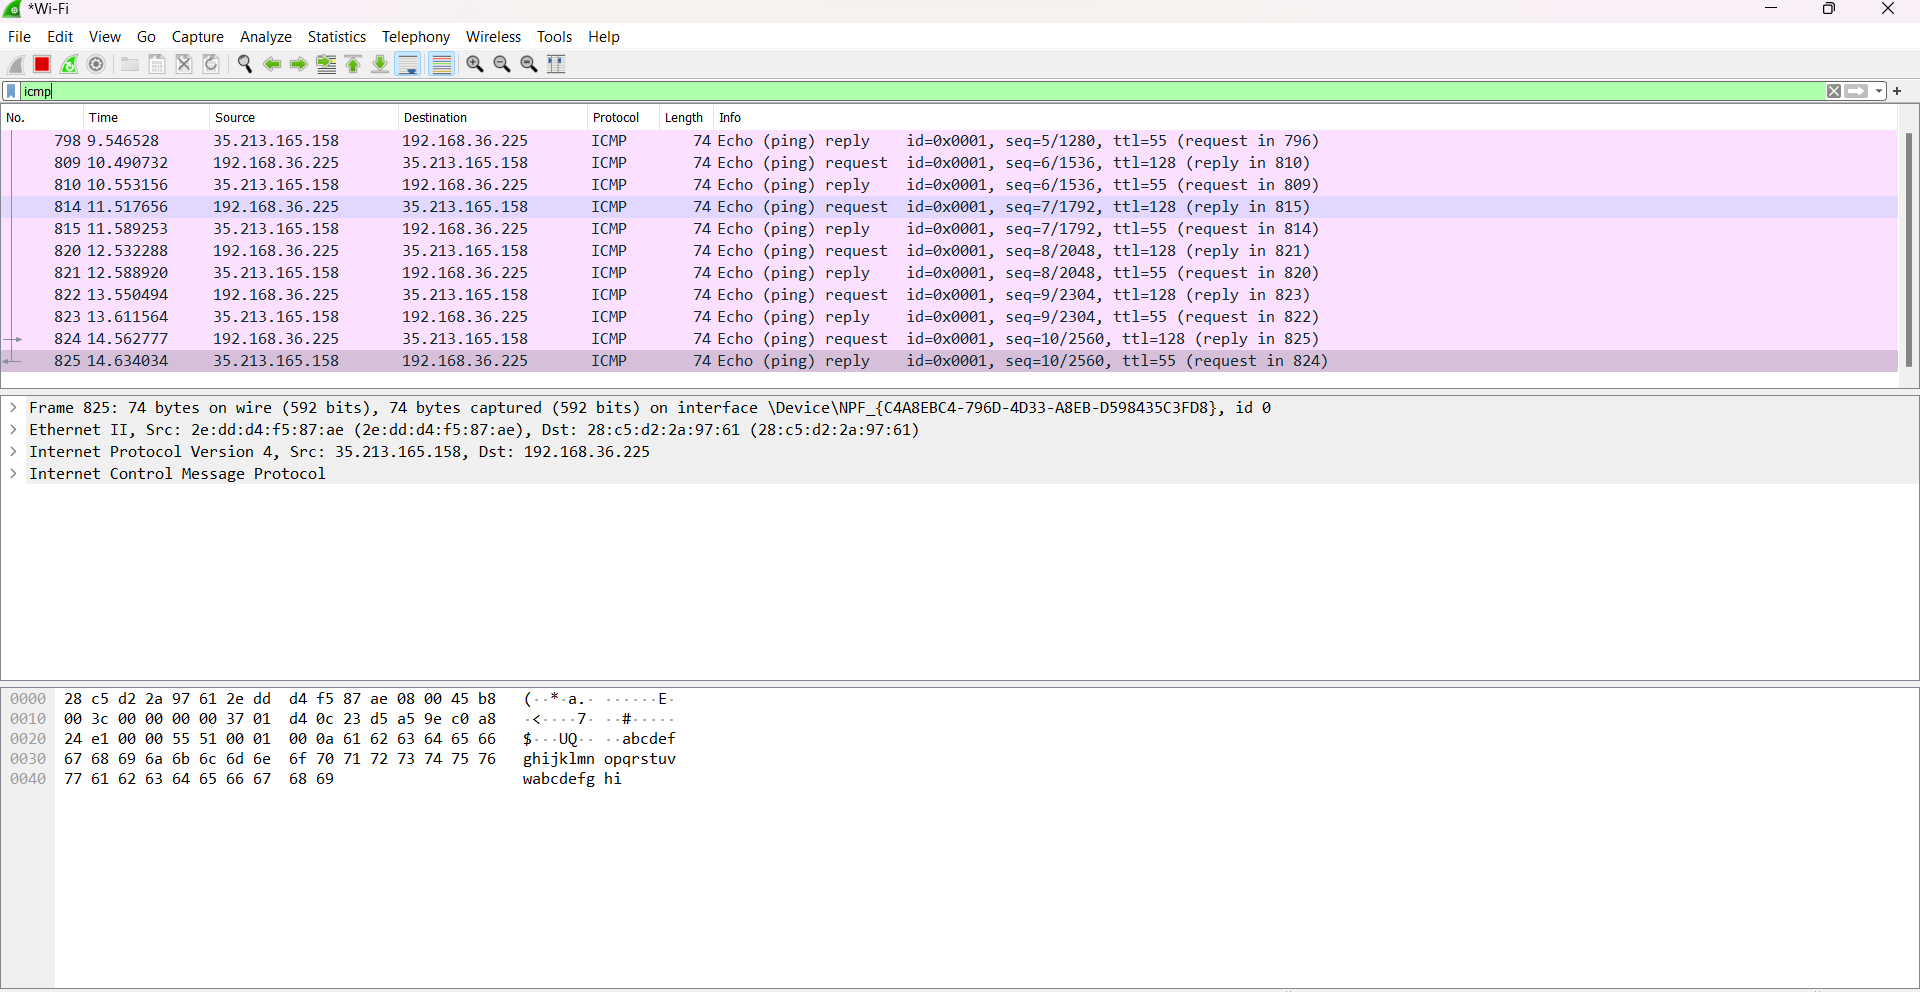 *Wi-Fi
File Edit View Go Capture Analyze Statistics Telephony Wireless Tools Help
icmp
No. Time Source Destination Protocol Length Info
798 9.546528 35.213.165.158 192.168.36.225 ICMP 74 Echo (ping) reply id=0x0001, seq=5/1280, ttl=55 (request in 796)
809 10.490732 192.168.36.225 35.213.165.158 ICMP 74 Echo (ping) request id=0x0001, seq=6/1536, ttl=128 (reply in 810)
810 10.553156 35.213.165.158 192.168.36.225 ICMP 74 Echo (ping) reply id=0x0001, seq=6/1536, ttl=55 (request in 809)
814 11.517656 192.168.36.225 35.213.165.158 ICMP 74 Echo (ping) request id=0x0001, seq=7/1792, ttl=128 (reply in 815)
815 11.589253 35.213.165.158 192.168.36.225 ICMP 74 Echo (ping) reply id=0x0001, seq=7/1792, ttl=55 (request in 814)
820 12.532288 192.168.36.225 35.213.165.158 ICMP 74 Echo (ping) request id=0x0001, seq=8/2048, ttl=128 (reply in 821)
821 12.588920 35.213.165.158 192.168.36.225 ICMP 74 Echo (ping) reply id=0x0001, seq=8/2048, ttl=55 (request in 820)
822 13.550494 192.168.36.225 35.213.165.158 ICMP 74 Echo (ping) request id=0x0001, seq=9/2304, ttl=128 (reply in 823)
823 13.611564 35.213.165.158 192.168.36.225 ICMP 74 Echo (ping) reply id=0x0001, seq=9/2304, ttl=55 (request in 822)
824 14.562777 192.168.36.225 35.213.165.158 ICMP 74 Echo (ping) request id=0x0001, seq=10/2560, ttl=128 (reply in 825)
825 14.634034 35.213.165.158 192.168.36.225 ICMP 74 Echo (ping) reply id=0x0001, seq=10/2560, ttl=55 (request in 824)
Frame 825: 74 bytes on wire (592 bits), 74 bytes captured (592 bits) on interface \Device\NPF_{C4A8EBC4-796D-4D33-A8EB-D598435C3FD8}, id 0
Ethernet II, Src: 2e:dd:d4:f5:87:ae (2e:dd:d4:f5:87:ae), Dst: 28:c5:d2:2a:97:61 (28:c5:d2:2a:97:61)
Internet Protocol Version 4, Src: 35.213.165.158, Dst: 192.168.36.225
Internet Control Message Protocol
0000 28 c5 d2 2a 97 61 2e dd d4 f5 87 ae 08 00 45 b8 (··*·a.· ······E·
0010 00 3c 00 00 00 00 37 01 d4 0c 23 d5 a5 9e c0 a8 ·<····7· ··#·····
0020 24 e1 00 00 55 51 00 01 00 0a 61 62 63 64 65 66 $···UQ·· ··abcdef
0030 67 68 69 6a 6b 6c 6d 6e 6f 70 71 72 73 74 75 76 ghijklmn opqrstuv
0040 77 61 62 63 64 65 66 67 68 69 wabcdefg hi